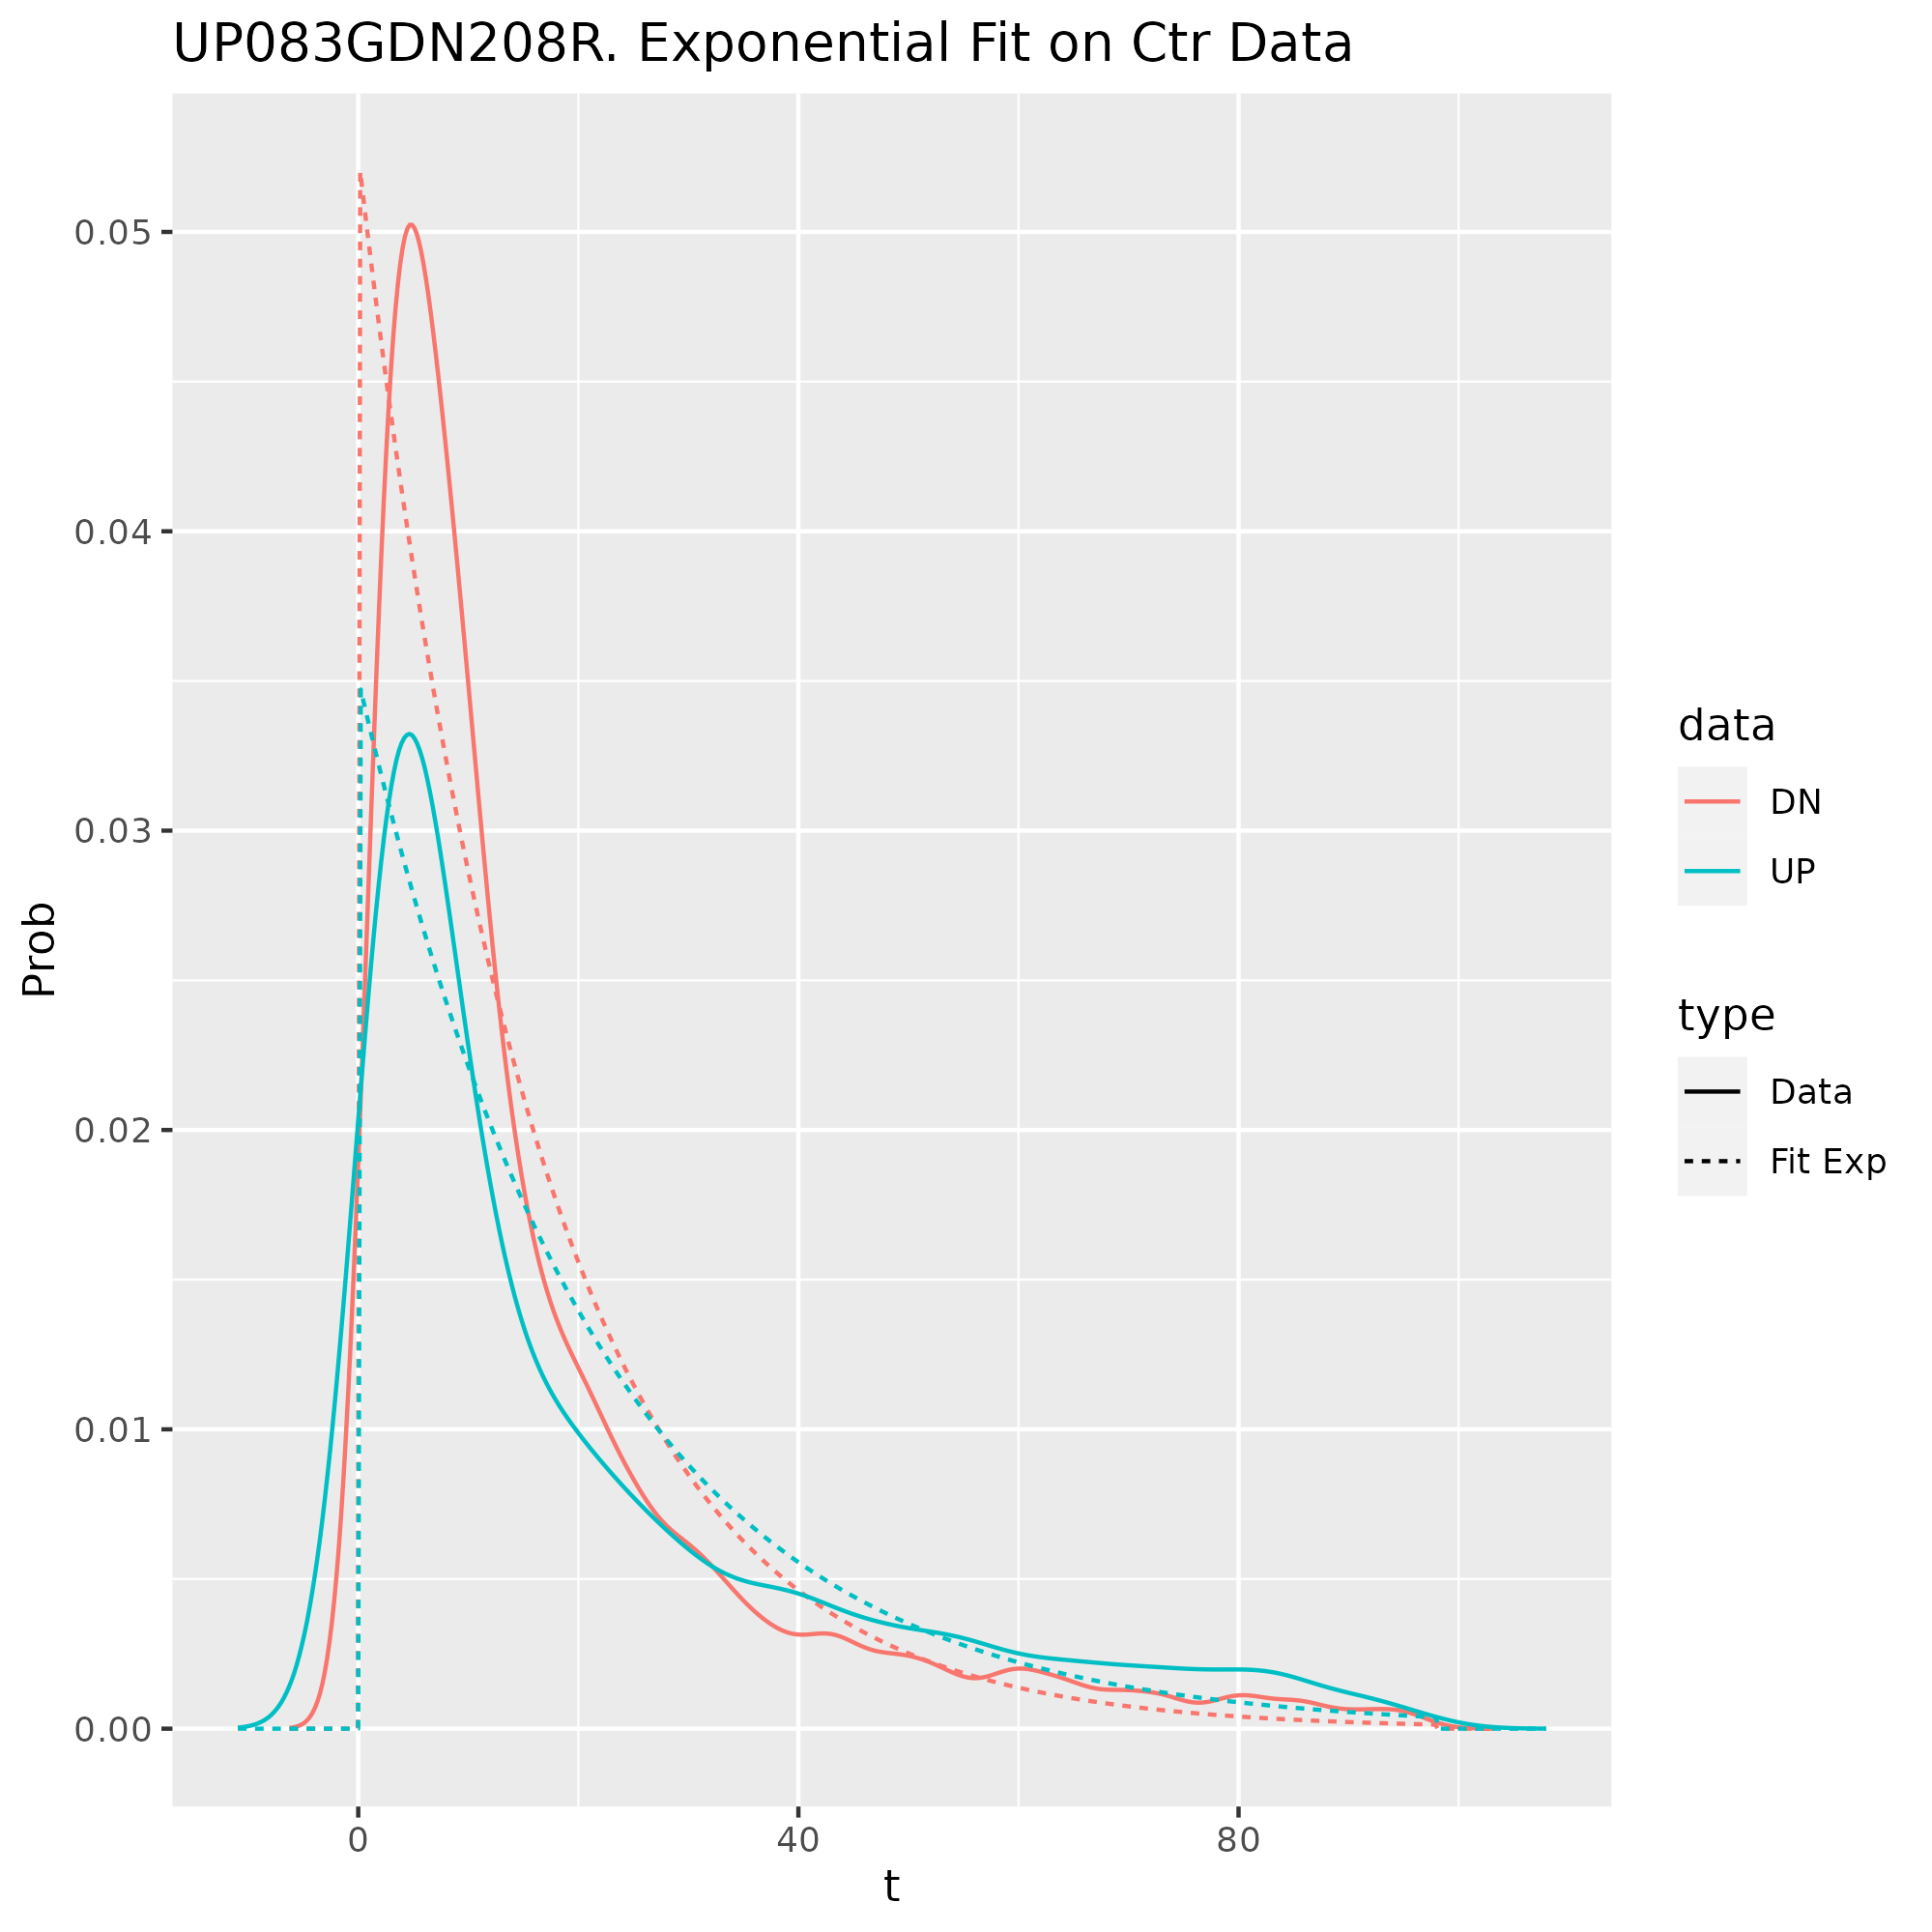 UP083GDN208R. Exponential Fit on Ctr Data
Prob
0.05
0.04
0.03
0.02
0.01
0.00
0
40
80
t
data
DN
UP
type
Data
Fit Exp